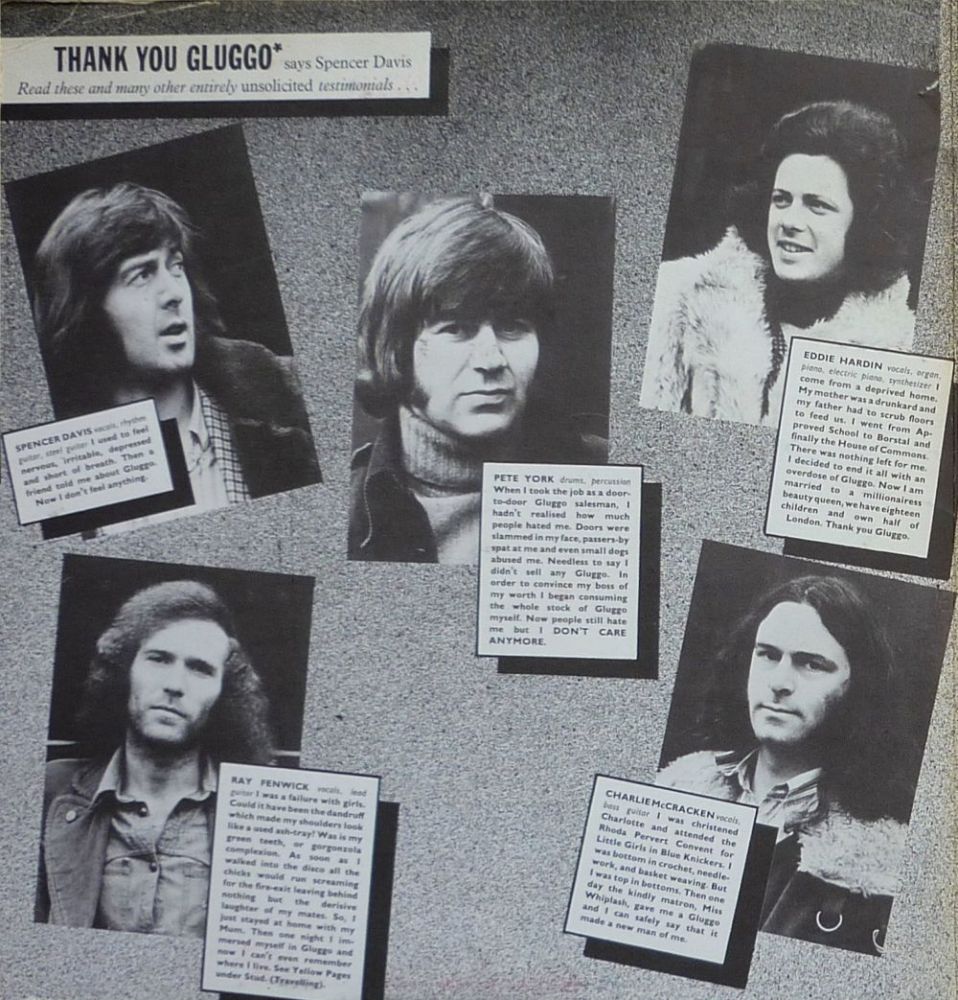 THANK YOU GLUGGO* says Spencer Davis
Read these and many other entirely unsolicited testimonials . . .
SPENCER DAVIS vocals, rhythm
guitar, steel guitar I used to feel
nervous, irritable, depressed
and short of breath. Then a
friend told me about Gluggo.
Now I don't feel anything.
PETE YORK drums, percussion
When I took the job as a door-
to-door Gluggo salesman, I
hadn't realised how much
people hated me. Doors were
slammed in my face, passers-by
spat at me and even small dogs
abused me. Needless to say I
didn't sell any Gluggo. In
order to convince my boss of
my worth I began consuming
the whole stock of Gluggo
myself. Now people still hate
me but I DON'T CARE
ANYMORE.
EDDIE HARDIN vocals, organ,
piano, electric piano, synthesizer I
come from a deprived home.
My mother was a drunkard and
my father had to scrub floors
to feed us. I went from Ap-
proved School to Borstal and
finally the House of Commons.
There was nothing left for me.
I decided to end it all with an
overdose of Gluggo. Now I am
married to a millionairess
beauty queen, we have eighteen
children and own half of
London. Thank you Gluggo.
RAY FENWICK vocals, lead
guitar I was a failure with girls.
Could it have been the dandruff
which made my shoulders look
like a used ash-tray? Was is my
green teeth, or gorgonzola
complexion. As soon as I
walked into the disco all the
chicks would run screaming
for the fire-exit leaving behind
nothing but the derisive
laughter of my mates. So, I
just stayed at home with my
Mum. Then one night I im-
mersed myself in Gluggo and
now I can't even remember
where I live. See Yellow Pages
under Stud. (Travelling).
CHARLIE McCRACKEN vocals,
bass guitar I was christened
Charlotte and attended the
Rhoda Pervert Convent for
Little Girls in Blue Knickers. I
was bottom in crochet, needle-
work, and basket weaving. But
I was top in bottoms. Then one
day the kindly matron, Miss
Whiplash, gave me a Gluggo
and I can safely say that it
made a new man of me.